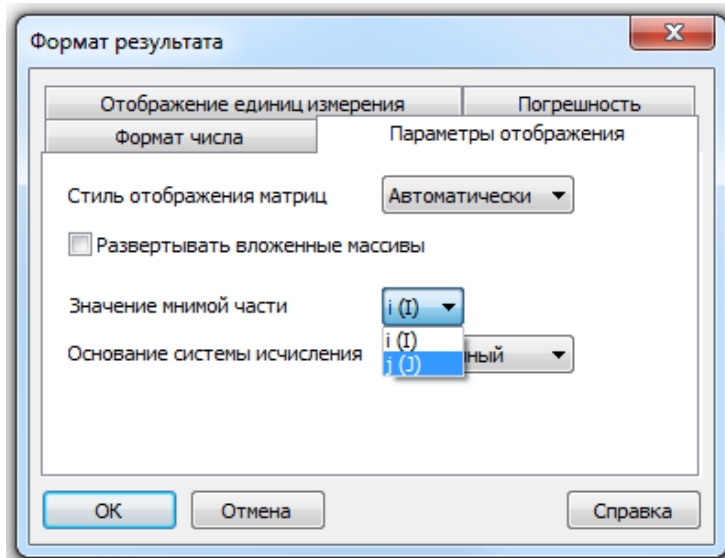 Формат результата
Отображение единиц измерения
Погрешность
Формат числа
Параметры отображения
Стиль отображения матриц
Автоматически
Развертывать вложенные массивы
Значение мнимой части
i (I)
i (I)
Основание системы исчисления
j (J)
ный
ОК
Отмена
Справка